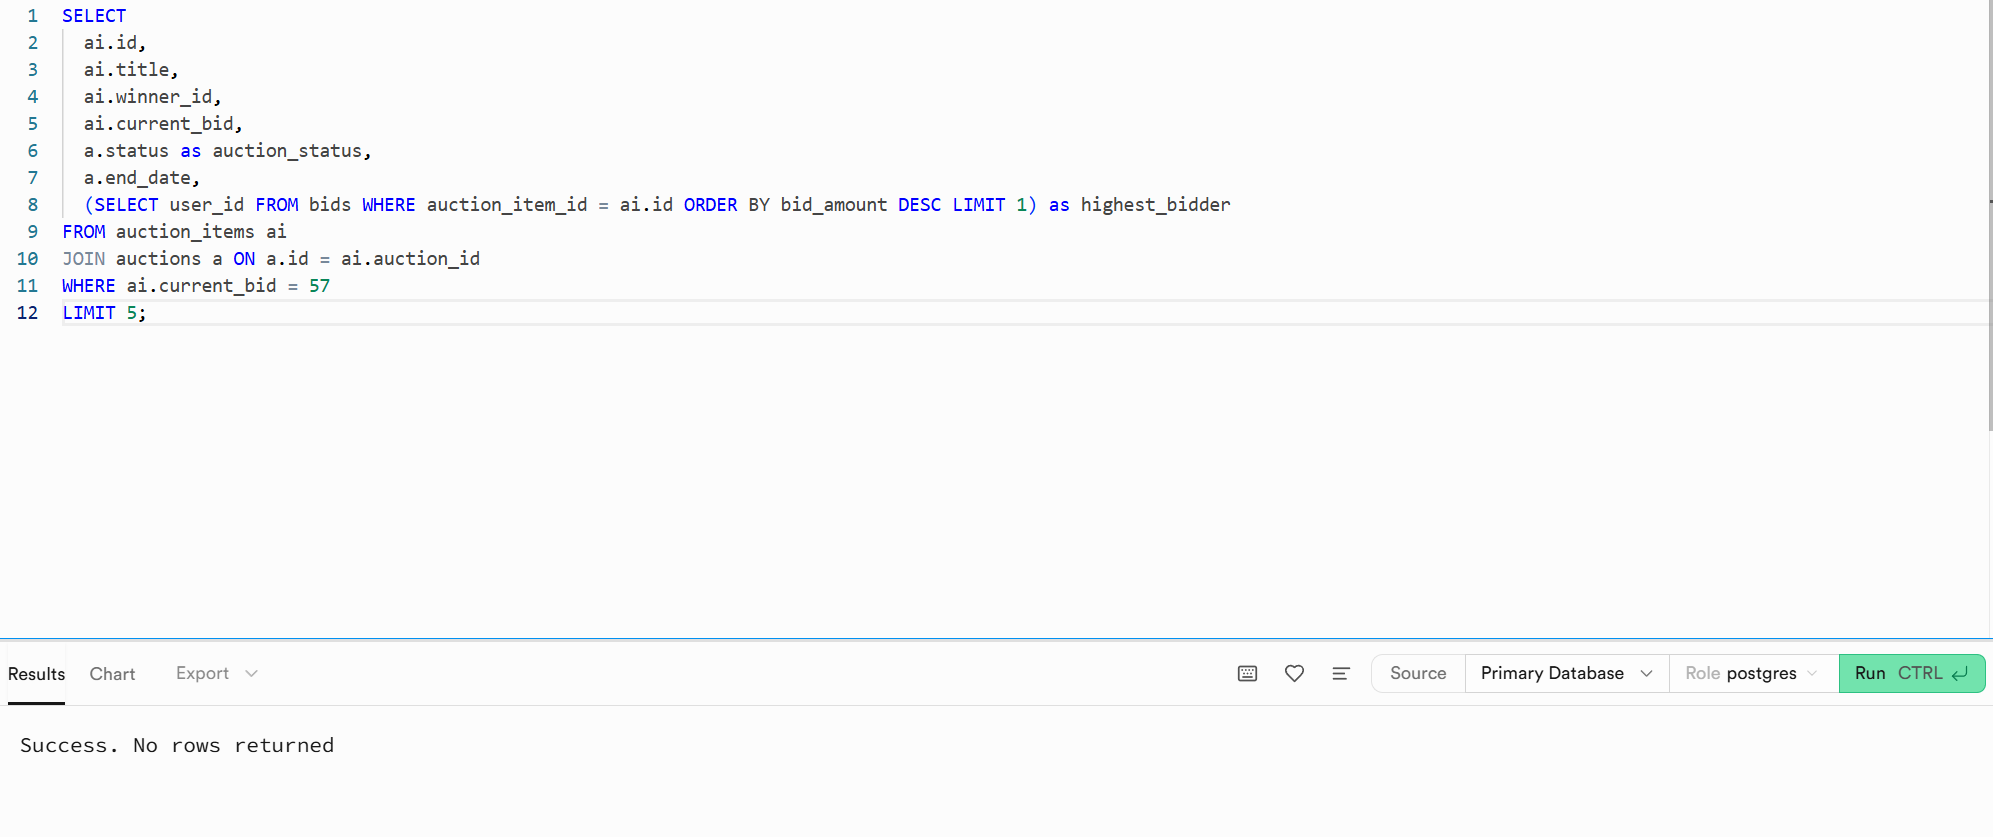 1 SELECT
2 ai.id,
3 ai.title,
4 ai.winner_id,
5 ai.current_bid,
6 a.status as auction_status,
7 a.end_date,
8 (SELECT user_id FROM bids WHERE auction_item_id = ai.id ORDER BY bid_amount DESC LIMIT 1) as highest_bidder
9 FROM auction_items ai
10 JOIN auctions a ON a.id = ai.auction_id
11 WHERE ai.current_bid = 57
12 LIMIT 5;
Results Chart Export Source Primary Database Role postgres Run CTRL
Success. No rows returned